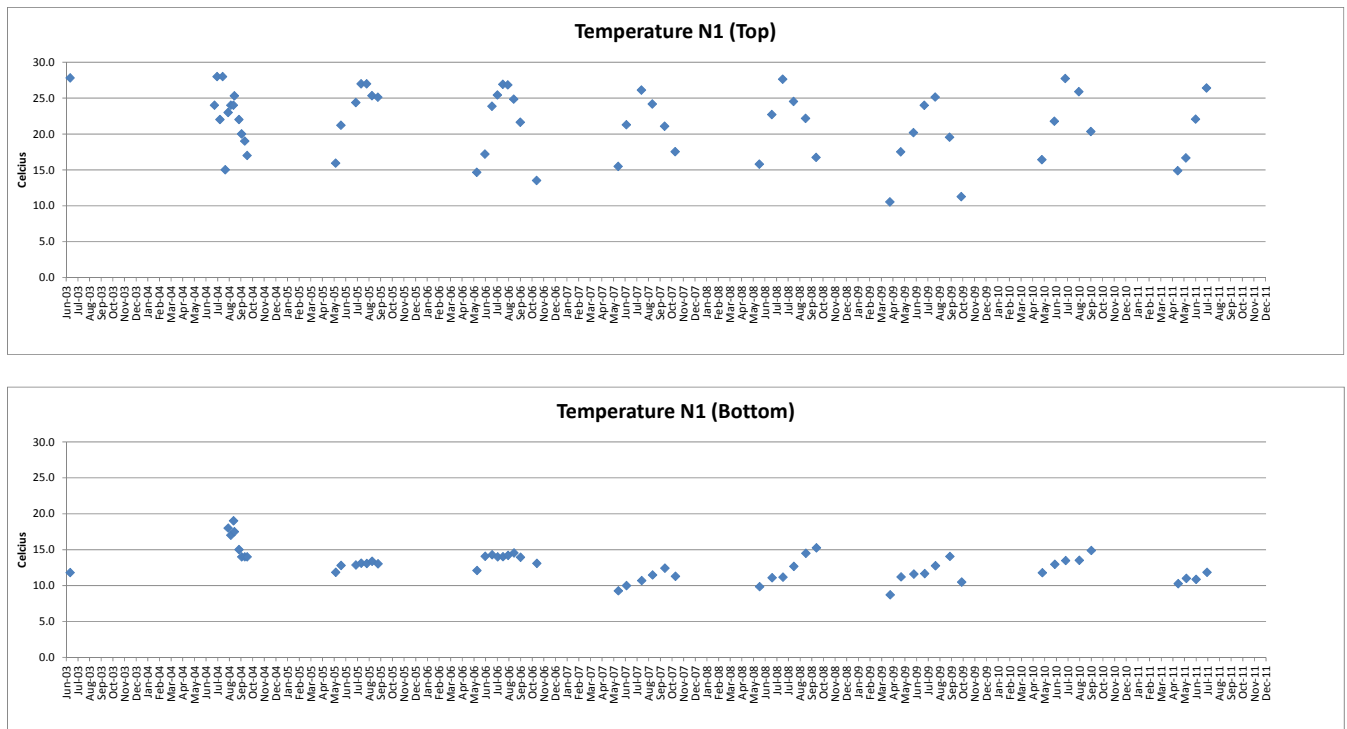 Temperature N1 (Top)
30.0
25.0
20.0
15.0
10.0
5.0
0.0
Celcius
Jun-03 Jul-03 Aug-03 Sep-03 Oct-03 Nov-03 Dec-03 Jan-04 Feb-04 Mar-04 Apr-04 May-04 Jun-04 Jul-04 Aug-04 Sep-04 Oct-04 Nov-04 Dec-04 Jan-05 Feb-05 Mar-05 Apr-05 May-05 Jun-05 Jul-05 Aug-05 Sep-05 Oct-05 Nov-05 Dec-05 Jan-06 Feb-06 Mar-06 Apr-06 May-06 Jun-06 Jul-06 Aug-06 Sep-06 Oct-06 Nov-06 Dec-06 Jan-07 Feb-07 Mar-07 Apr-07 May-07 Jun-07 Jul-07 Aug-07 Sep-07 Oct-07 Nov-07 Dec-07 Jan-08 Feb-08 Mar-08 Apr-08 May-08 Jun-08 Jul-08 Aug-08 Sep-08 Oct-08 Nov-08 Dec-08 Jan-09 Feb-09 Mar-09 Apr-09 May-09 Jun-09 Jul-09 Aug-09 Sep-09 Oct-09 Nov-09 Dec-09 Jan-10 Feb-10 Mar-10 Apr-10 May-10 Jun-10 Jul-10 Aug-10 Sep-10 Oct-10 Nov-10 Dec-10 Jan-11 Feb-11 Mar-11 Apr-11 May-11 Jun-11 Jul-11 Aug-11 Sep-11 Oct-11 Nov-11 Dec-11
Temperature N1 (Bottom)
30.0
25.0
20.0
15.0
10.0
5.0
0.0
Celcius
Jun-03 Jul-03 Aug-03 Sep-03 Oct-03 Nov-03 Dec-03 Jan-04 Feb-04 Mar-04 Apr-04 May-04 Jun-04 Jul-04 Aug-04 Sep-04 Oct-04 Nov-04 Dec-04 Jan-05 Feb-05 Mar-05 Apr-05 May-05 Jun-05 Jul-05 Aug-05 Sep-05 Oct-05 Nov-05 Dec-05 Jan-06 Feb-06 Mar-06 Apr-06 May-06 Jun-06 Jul-06 Aug-06 Sep-06 Oct-06 Nov-06 Dec-06 Jan-07 Feb-07 Mar-07 Apr-07 May-07 Jun-07 Jul-07 Aug-07 Sep-07 Oct-07 Nov-07 Dec-07 Jan-08 Feb-08 Mar-08 Apr-08 May-08 Jun-08 Jul-08 Aug-08 Sep-08 Oct-08 Nov-08 Dec-08 Jan-09 Feb-09 Mar-09 Apr-09 May-09 Jun-09 Jul-09 Aug-09 Sep-09 Oct-09 Nov-09 Dec-09 Jan-10 Feb-10 Mar-10 Apr-10 May-10 Jun-10 Jul-10 Aug-10 Sep-10 Oct-10 Nov-10 Dec-10 Jan-11 Feb-11 Mar-11 Apr-11 May-11 Jun-11 Jul-11 Aug-11 Sep-11 Oct-11 Nov-11 Dec-11